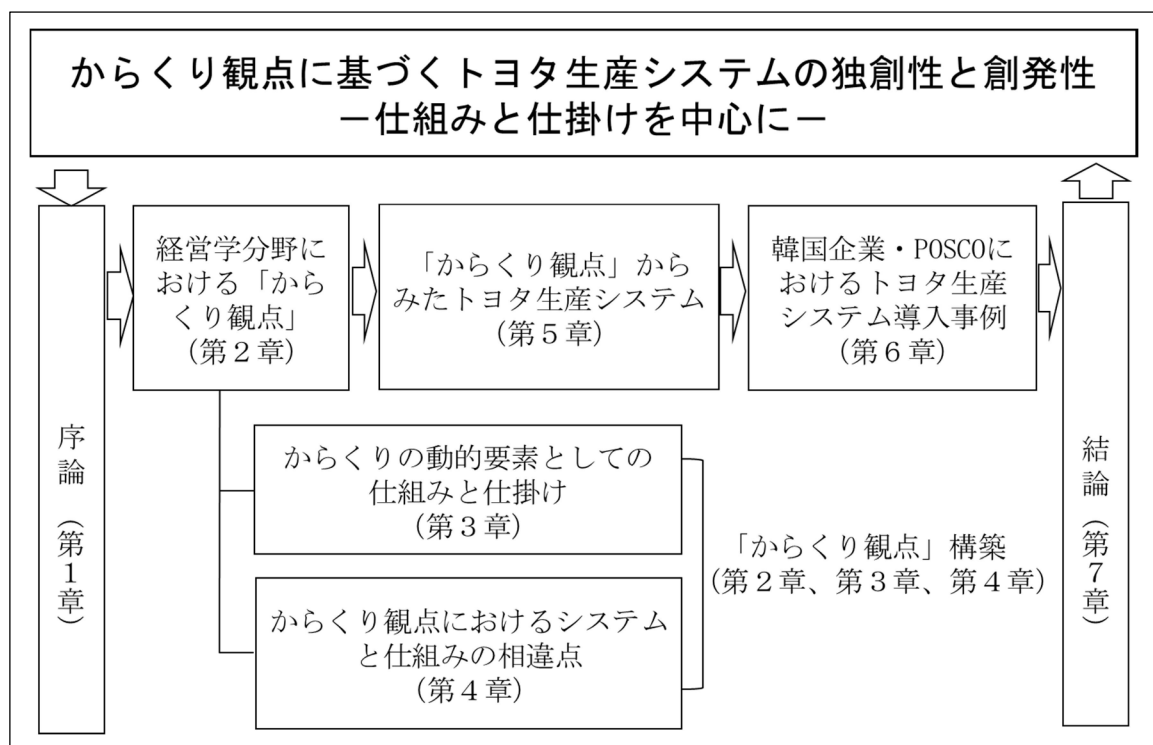 からくり観点に基づくトヨタ生産システムの独創性と創発性
－仕組みと仕掛けを中心に－
序論（第１章）
経営学分野に
おける「から
くり観点」
（第２章）
「からくり観点」から
みたトヨタ生産システム
（第５章）
韓国企業・POSCOに
おけるトヨタ生産
システム導入事例
（第６章）
からくりの動的要素としての
仕組みと仕掛け
（第３章）
からくり観点におけるシステム
と仕組みの相違点
（第４章）
「からくり観点」構築
（第２章、第３章、第４章）
結論（第７章）